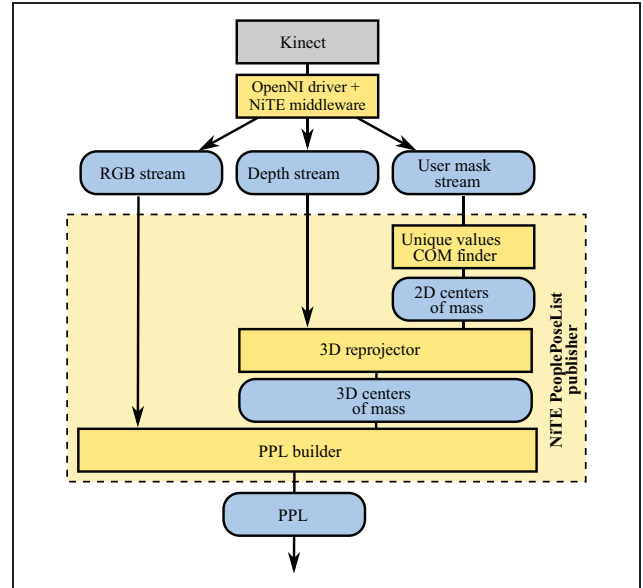 Kinect
OpenNI driver +
NiTE middleware
RGB stream
Depth stream
User mask
stream
Unique values
COM finder
2D centers
of mass
3D reprojector
3D centers
of mass
PPL builder
NiTE PeoplePoseList
publisher
PPL